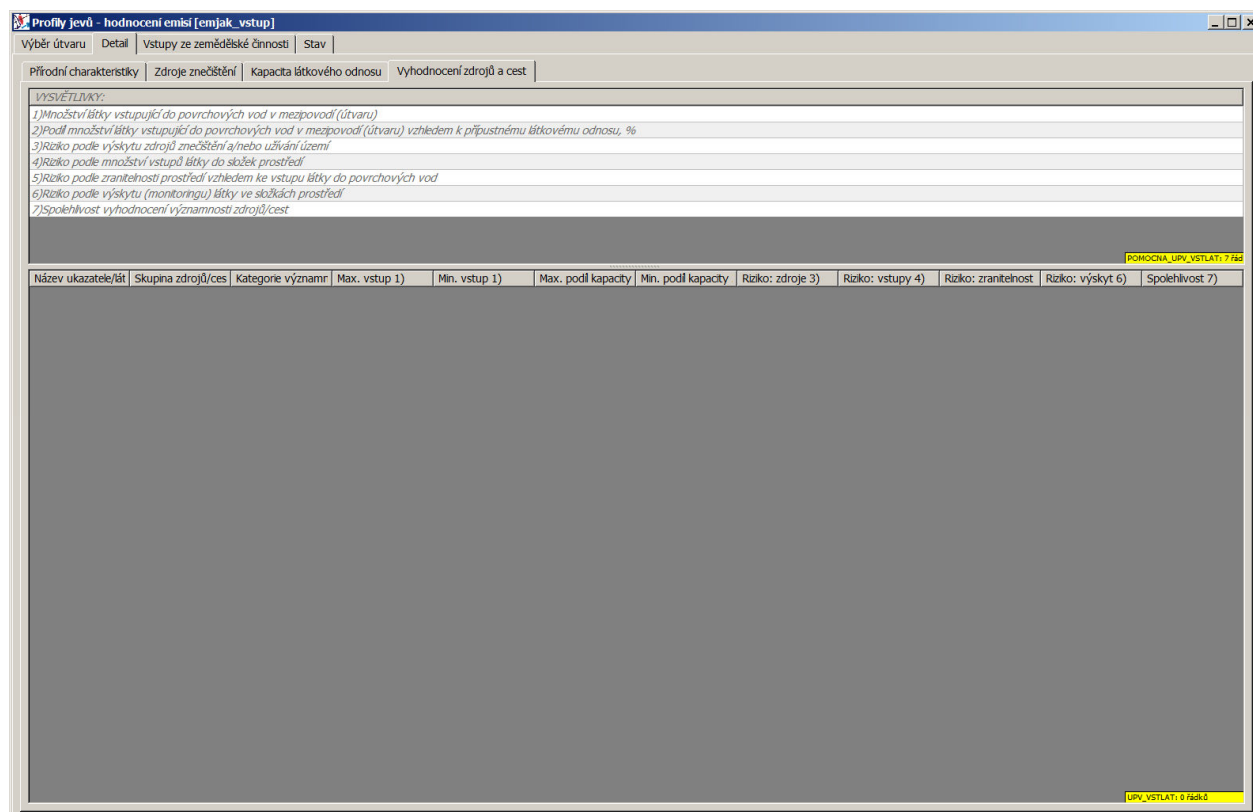 Profily jevů - hodnocení emisí [emjak_vstup]
Výběr útvaru Detail Vstupy ze zemědělské činnosti Stav
Přírodní charakteristiky Zdroje znečištění Kapacita látkového odnosu Vyhodnocení zdrojů a cest
VYSVĚTLIVKY:
1)Množství látky vstupující do povrchových vod v mezipovodí (útvaru)
2)Podíl množství látky vstupující do povrchových vod v mezipovodí (útvaru) vzhledem k přípustnému látkovému odnosu, %
3)Riziko podle výskytu zdrojů znečištění a/nebo užívání území
4)Riziko podle množství vstupů látky do složek prostředí
5)Riziko podle zranitelnosti prostředí vzhledem ke vstupu látky do povrchových vod
6)Riziko podle výskytu (monitoringu) látky ve složkách prostředí
7)Spolehlivost vyhodnocení významnosti zdrojů/cest
POMOCNA_UPV_VSTLAT: 7 řád
Název ukazatele/lát Skupina zdrojů/ces Kategorie významr Max. vstup 1) Min. vstup 1) Max. podíl kapacity Min. podíl kapacity Riziko: zdroje 3) Riziko: vstupy 4) Riziko: zranitelnost Riziko: výskyt 6) Spolehlivost 7)
UPV_VSTLAT: 0 řádků